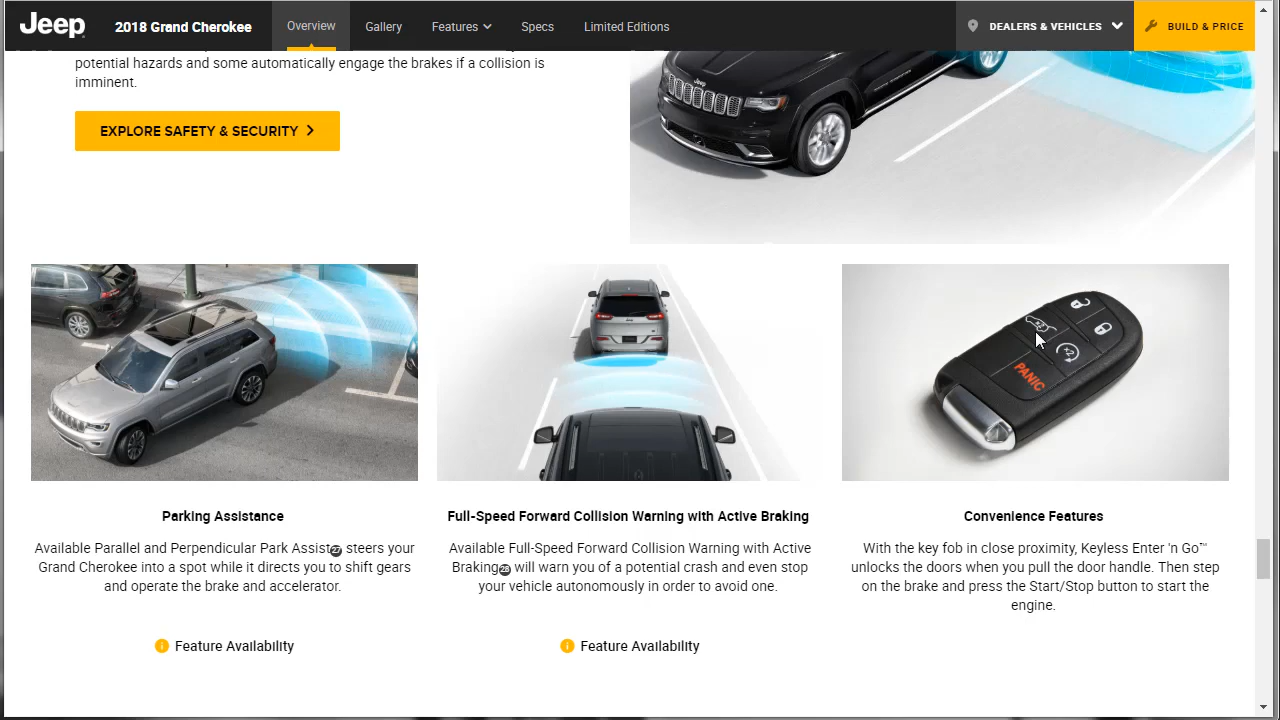 Jeep
2018 Grand Cherokee
Overview
Gallery
Features
Specs
Limited Editions
DEALERS & VEHICLES
BUILD & PRICE
potential hazards and some automatically engage the brakes if a collision is
imminent.
EXPLORE SAFETY & SECURITY
Jeep
X2
X2
PANIC
Parking Assistance
Full-Speed Forward Collision Warning with Active Braking
Convenience Features
Available Parallel and Perpendicular Park Assist27 steers your
Grand Cherokee into a spot while it directs you to shift gears
and operate the brake and accelerator.
Available Full-Speed Forward Collision Warning with Active
Braking28 will warn you of a potential crash and even stop
your vehicle autonomously in order to avoid one.
With the key fob in close proximity, Keyless Enter 'n Go™
unlocks the doors when you pull the door handle. Then step
on the brake and press the Start/Stop button to start the
engine.
Feature Availability
Feature Availability